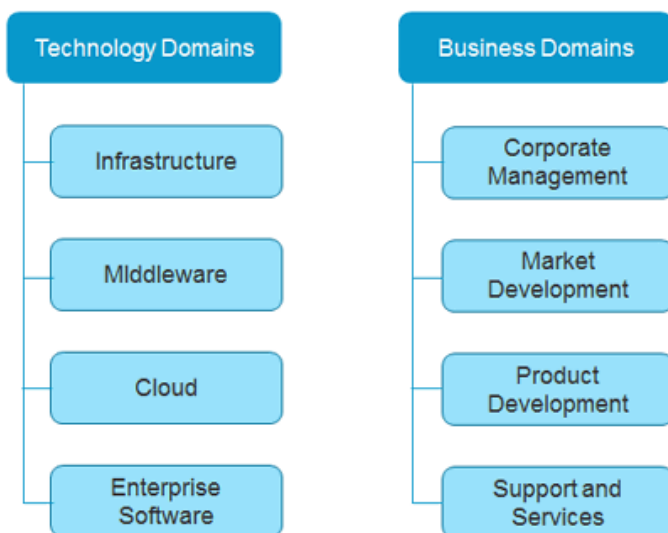 Technology Domains
Infrastructure
MIddleware
Cloud
Enterprise
Software
Business Domains
Corporate
Management
Market
Development
Product
Development
Support and
Services